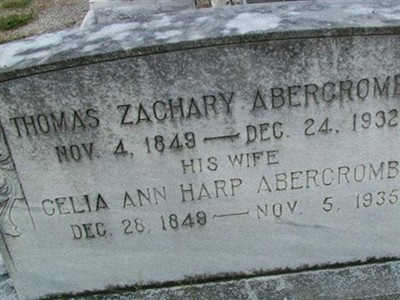 THOMAS ZACHARY ABERCROMB
NOV. 4, 1849 — DEC. 24, 1932
HIS WIFE
CELIA ANN HARP ABERCROMB
DEC. 28, 1849 — NOV. 5, 1935